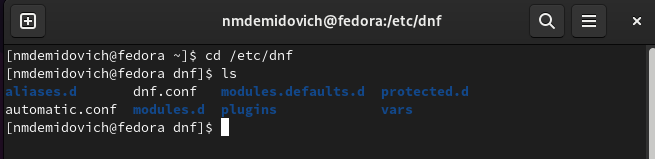 nmdemidovich@fedora:/etc/dnf
[nmdemidovich@fedora ~]$ cd /etc/dnf
[nmdemidovich@fedora dnf]$ ls
aliases.d dnf.conf modules.defaults.d protected.d
automatic.conf modules.d plugins vars
[nmdemidovich@fedora dnf]$